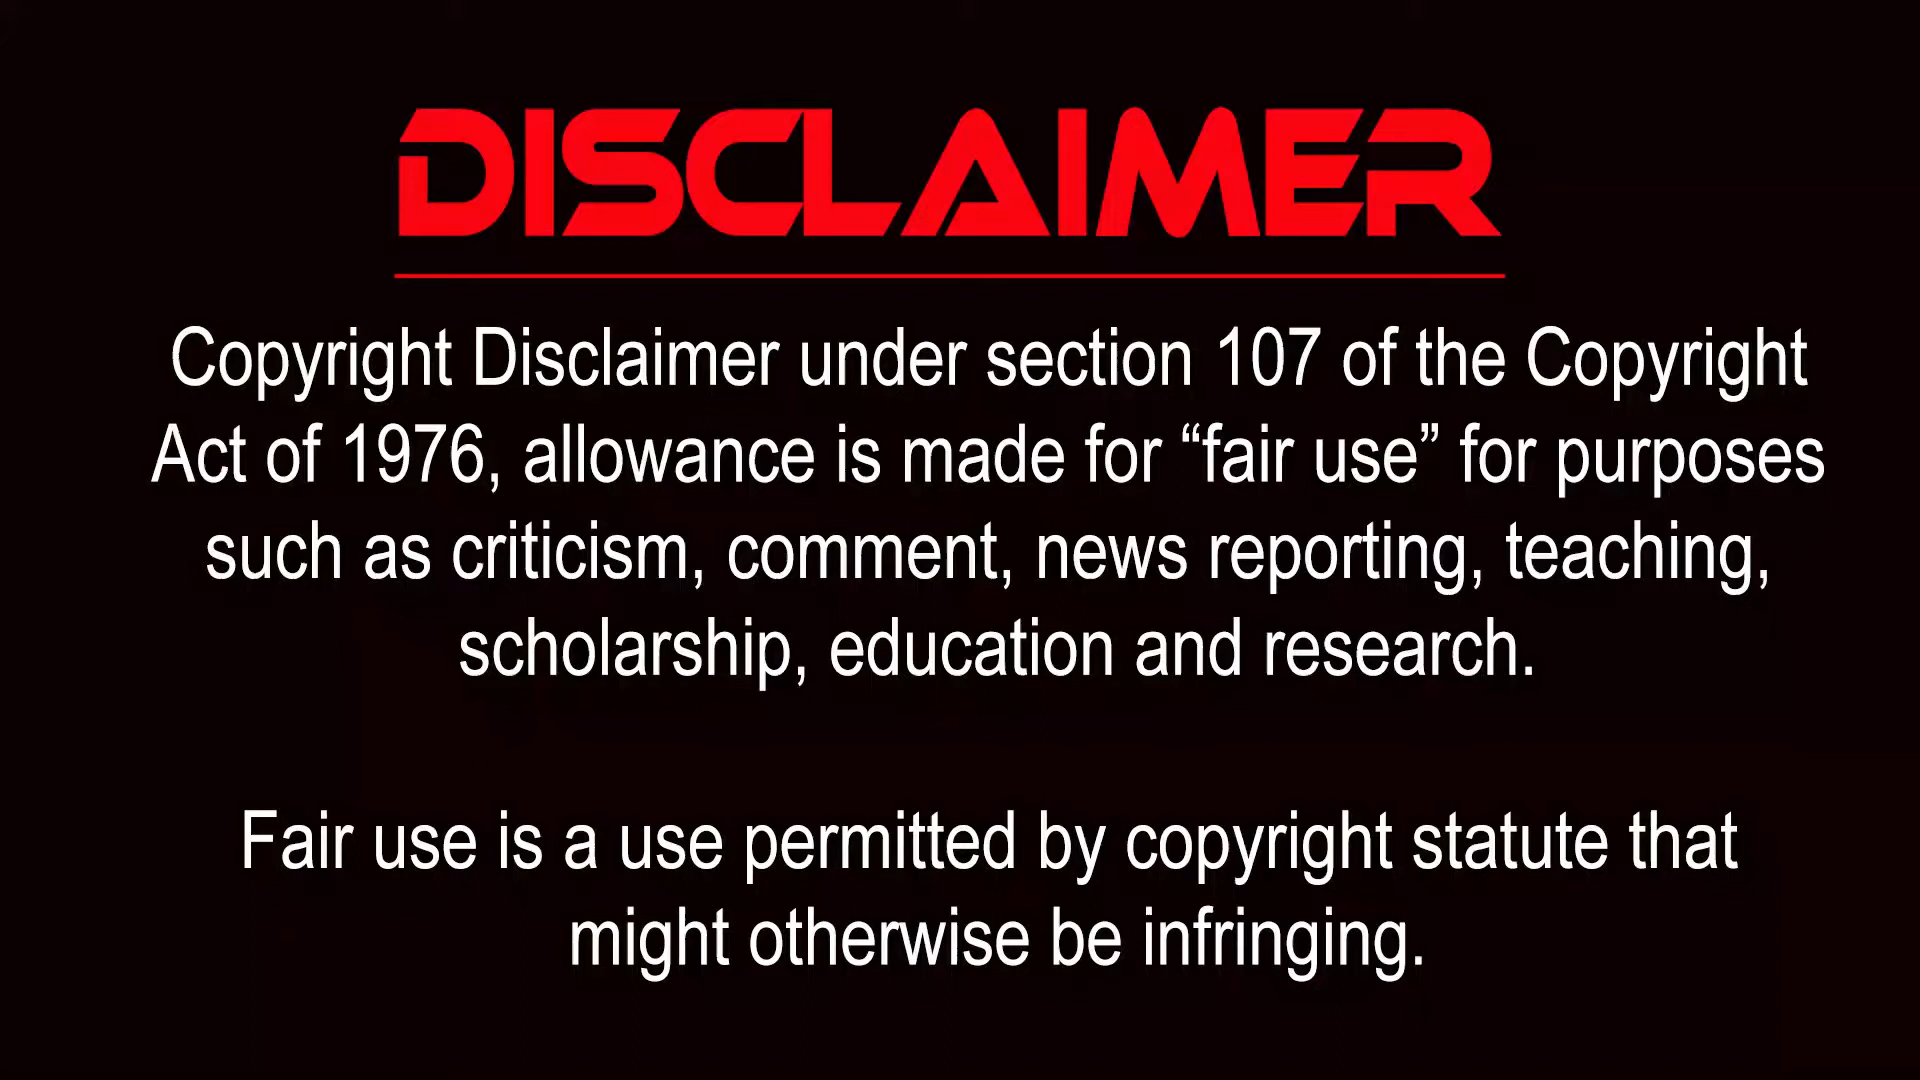 DISCLAIMER
Copyright Disclaimer under section 107 of the Copyright
Act of 1976, allowance is made for “fair use” for purposes
such as criticism, comment, news reporting, teaching,
scholarship, education and research.
Fair use is a use permitted by copyright statute that
might otherwise be infringing.